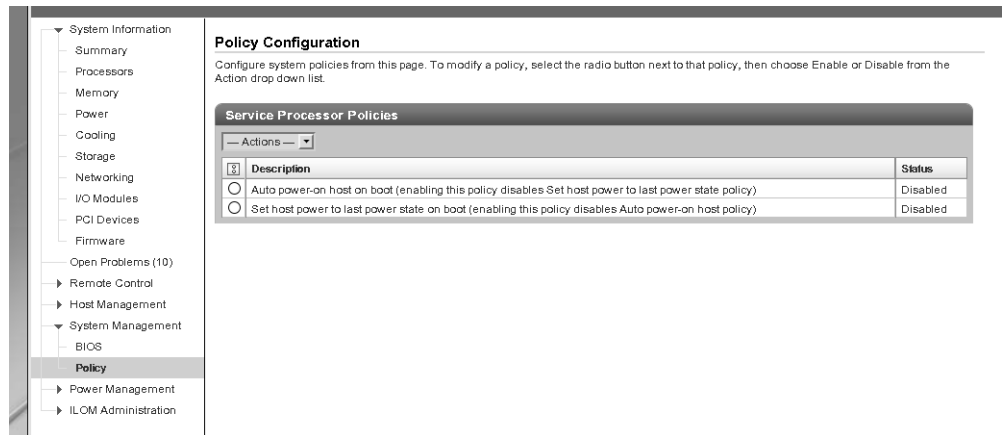 System Information
Summary
Processors
Memory
Power
Cooling
Storage
Networking
I/O Modules
PCI Devices
Firmware
Open Problems (10)
Remote Control
Host Management
System Management
BIOS
Policy
Power Management
ILOM Administration
Policy Configuration
Configure system policies from this page. To modify a policy, select the radio button next to that policy, then choose Enable or Disable from the
Action drop down list.
Service Processor Policies
— Actions —
Description Status
Auto power-on host on boot (enabling this policy disables Set host power to last power state policy) Disabled
Set host power to last power state on boot (enabling this policy disables Auto power-on host policy) Disabled